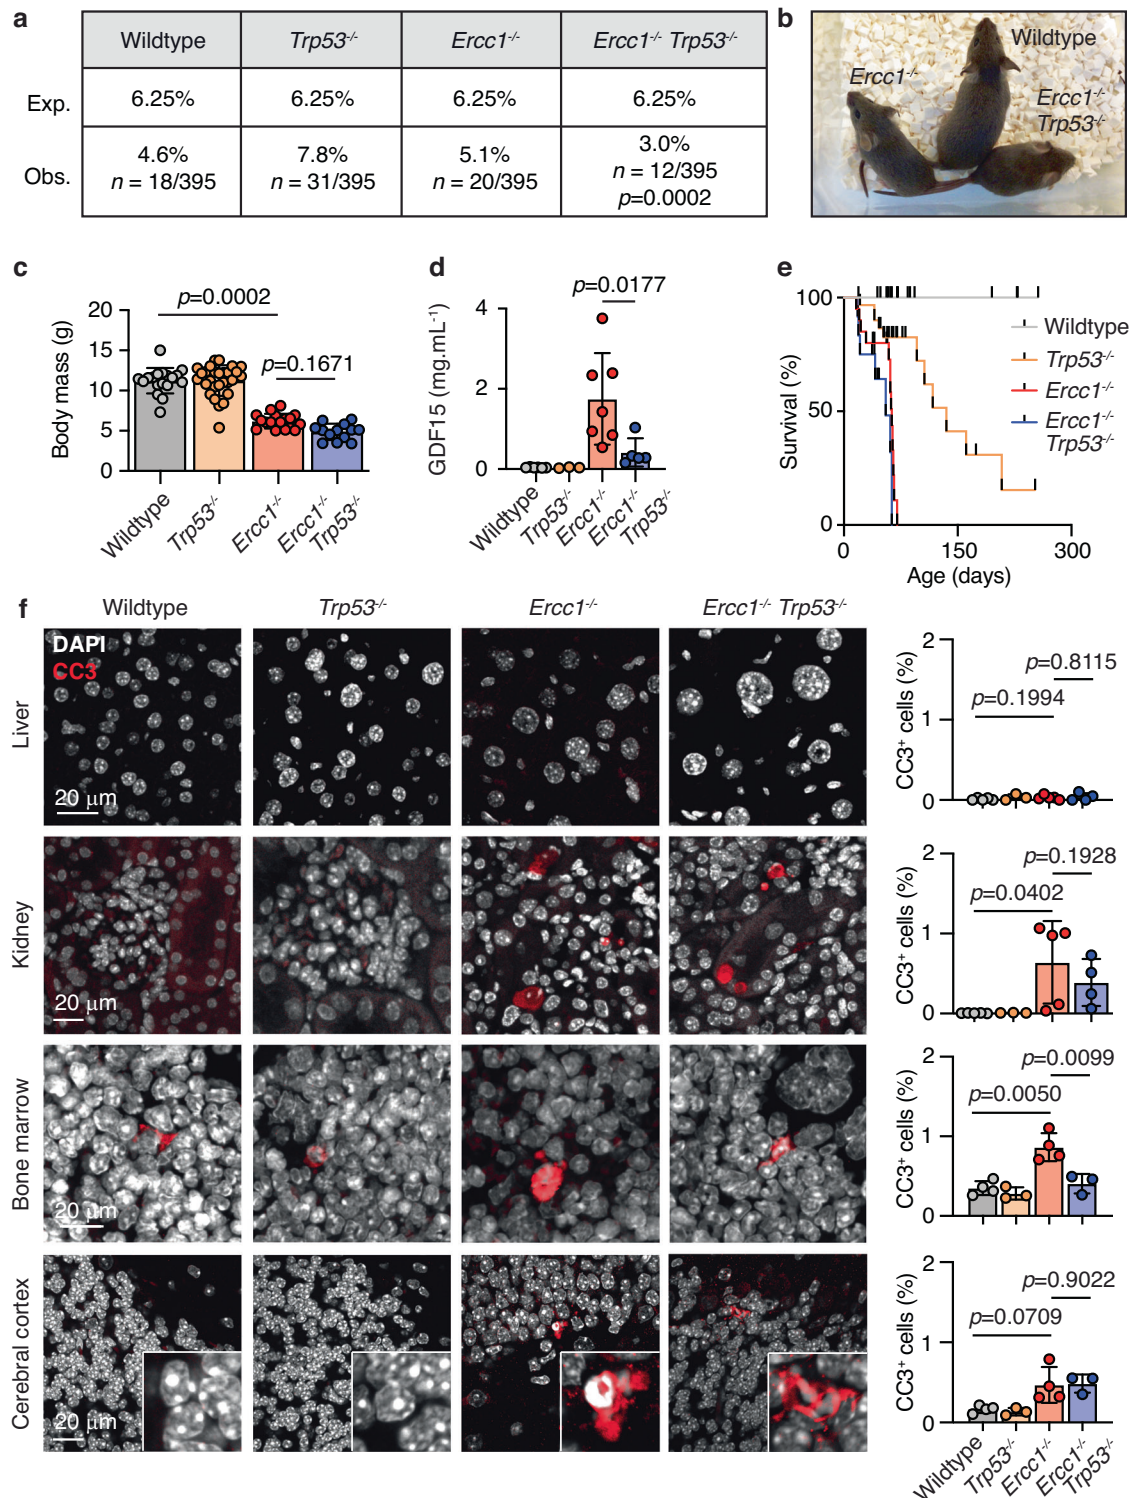 a
Wildtype
Trp53-/-
Ercc1-/-
Ercc1-/- Trp53-/-
Exp.
6.25%
6.25%
6.25%
6.25%
Obs.
4.6%
n = 18/395
7.8%
n = 31/395
5.1%
n = 20/395
3.0%
n = 12/395
p=0.0002
b
Wildtype
Ercc1-/-
Ercc1-/-
Trp53-/-
c
Body mass (g)
20
15
10
5
0
p=0.0002
p=0.1671
Wildtype
Trp53-/-
Ercc1-/-
Ercc1-/-
Trp53-/-
d
GDF15 (mg.mL-1)
4
2
0
p=0.0177
Wildtype
Trp53-/-
Ercc1-/-
Ercc1-/-
Trp53-/-
e
Survival (%)
100
50
0
0
150
300
Age (days)
Wildtype
Trp53-/-
Ercc1-/-
Ercc1-/-
Trp53-/-
f
Wildtype
Trp53-/-
Ercc1-/-
Ercc1-/- Trp53-/-
Liver
DAPI
CC3
20 µm
CC3+ cells (%)
2
1
0
p=0.8115
p=0.1994
Kidney
20 µm
CC3+ cells (%)
2
1
0
p=0.1928
p=0.0402
Bone marrow
20 µm
CC3+ cells (%)
2
1
0
p=0.0099
p=0.0050
Cerebral cortex
20 µm
CC3+ cells (%)
2
1
0
p=0.9022
p=0.0709
Wildtype
Trp53-/-
Ercc1-/-
Ercc1-/-
Trp53-/-